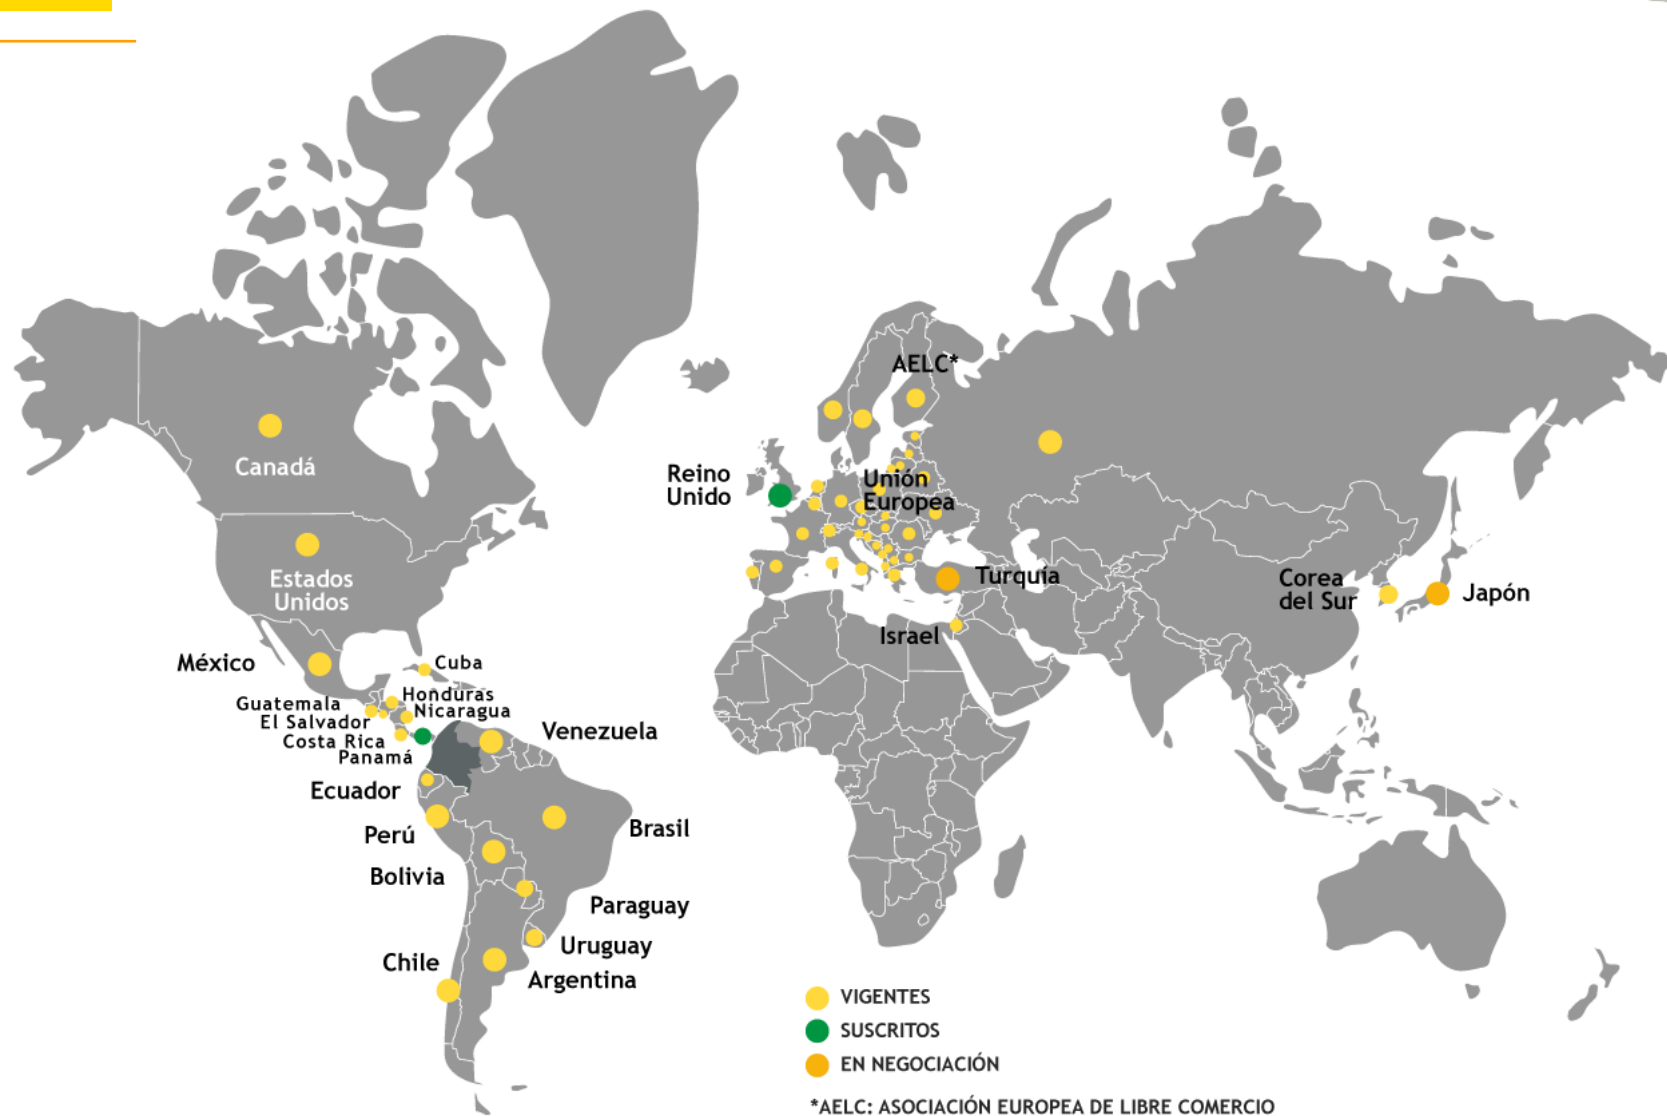 AELC*
Reino
Unido
Unión
Europea
Canadá
Estados
Unidos
Turquía
Corea
del Sur
Japón
Israel
México
Cuba
Honduras
Guatemala
Nicaragua
El Salvador
Costa Rica
Panamá
Venezuela
Ecuador
Perú
Brasil
Bolivia
Paraguay
Uruguay
Chile
Argentina
VIGENTES
SUSCRITOS
EN NEGOCIACIÓN
*AELC: ASOCIACIÓN EUROPEA DE LIBRE COMERCIO